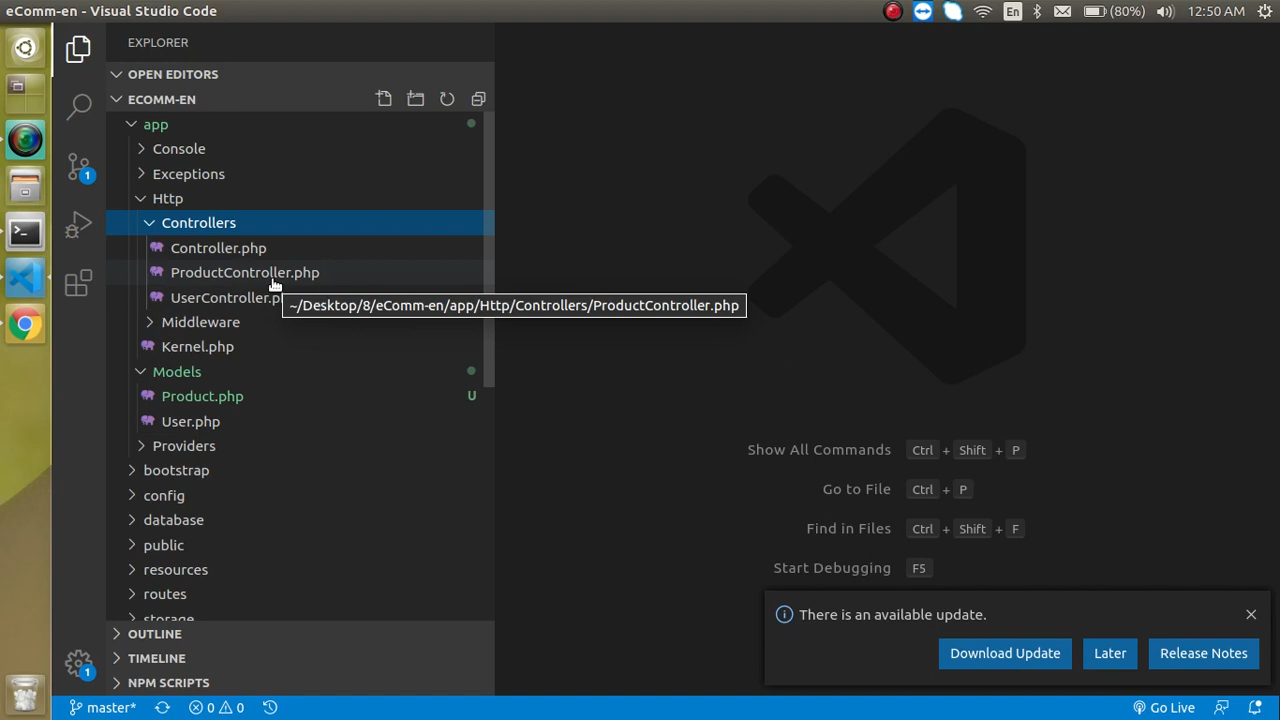 eComm-en - Visual Studio Code
En
(80%)
12:50 AM
EXPLORER
OPEN EDITORS
ECOMM-EN
app
Console
Exceptions
Http
Controllers
Controller.php
ProductController.php
UserController.p
~/Desktop/8/eComm-en/app/Http/Controllers/ProductController.php
Middleware
Kernel.php
Models
Product.php U
User.php
Providers
bootstrap
config
database
public
resources
routes
storage
OUTLINE
TIMELINE
NPM SCRIPTS
1
1
Show All Commands Ctrl + Shift + P
Go to File Ctrl + P
Find in Files Ctrl + Shift + F
Start Debugging F5
There is an available update.
Download Update Later Release Notes
master* 0 0 Go Live